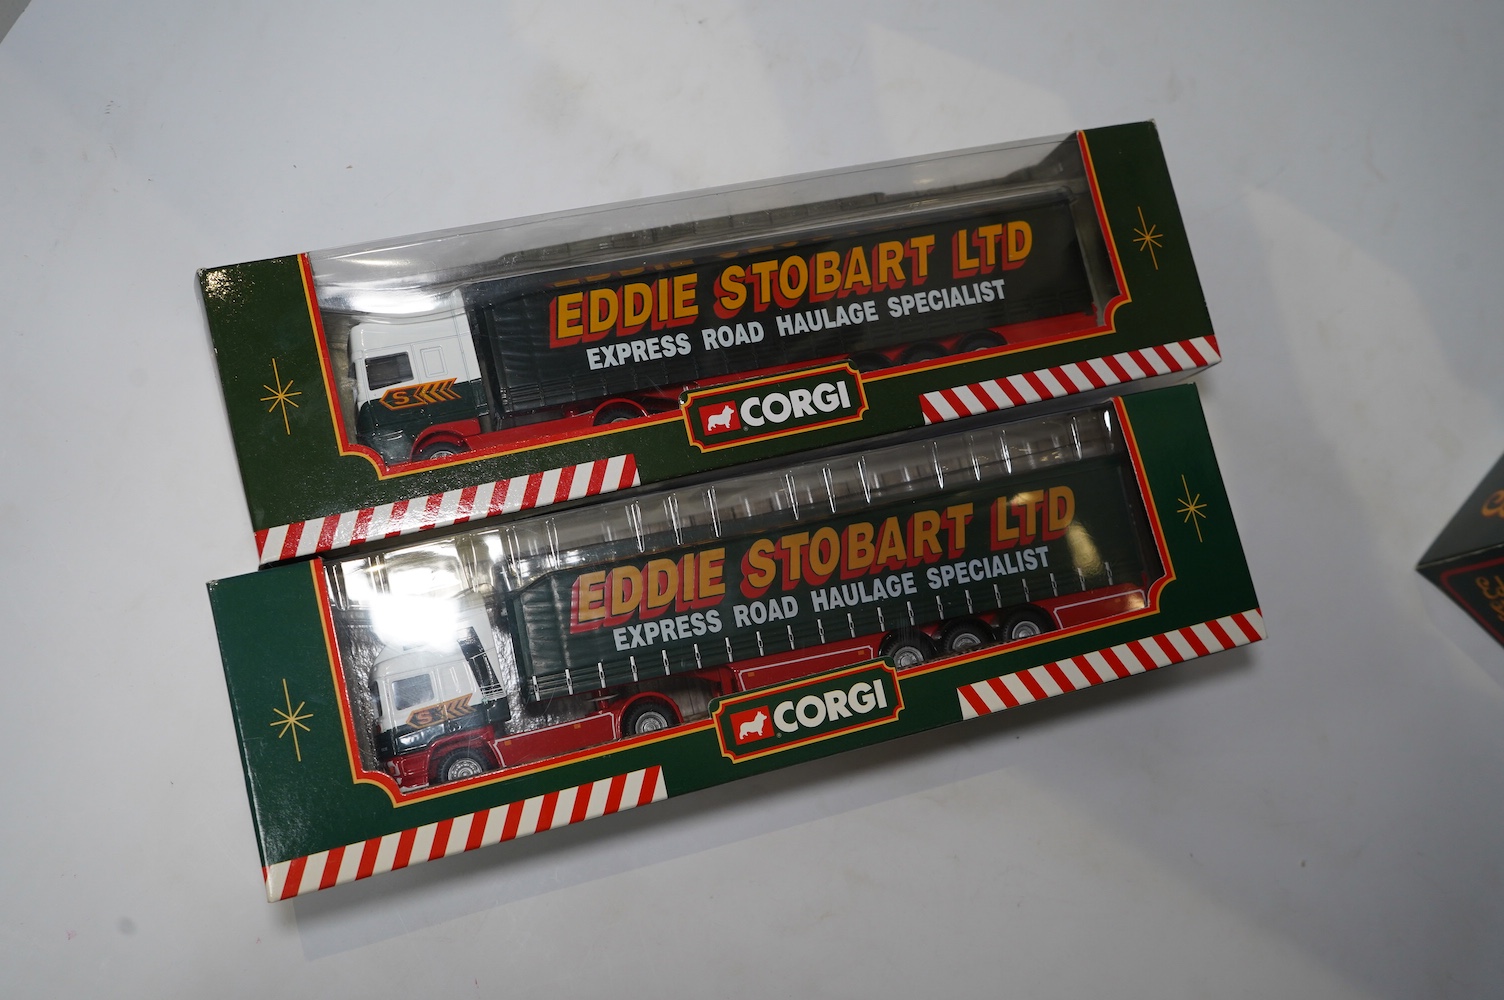 EDDIE STOBART LTD
EXPRESS ROAD HAULAGE SPECIALIST
S
CORGI
EDDIE STOBART LTD
EXPRESS ROAD HAULAGE SPECIALIST
S
CORGI